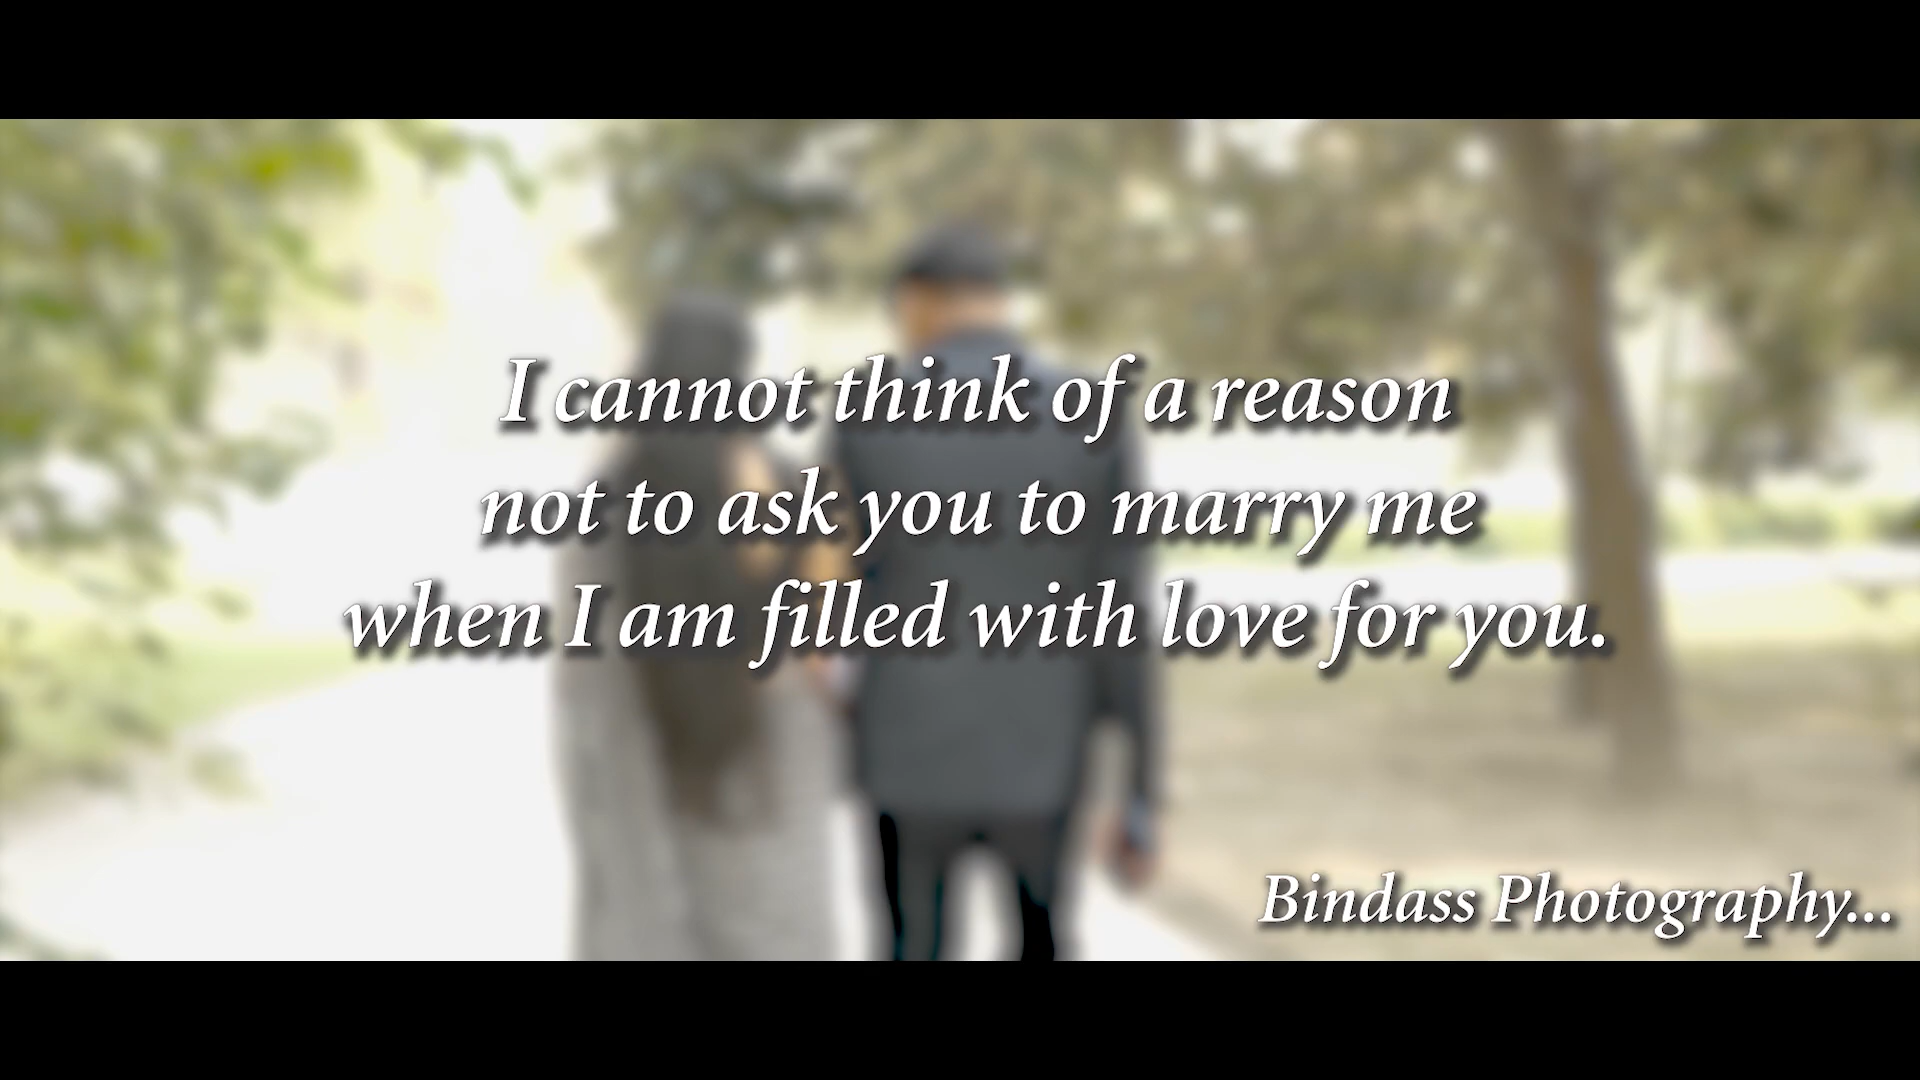 I cannot think of a reason
not to ask you to marry me
when I am filled with love for you.
Bindass Photography...